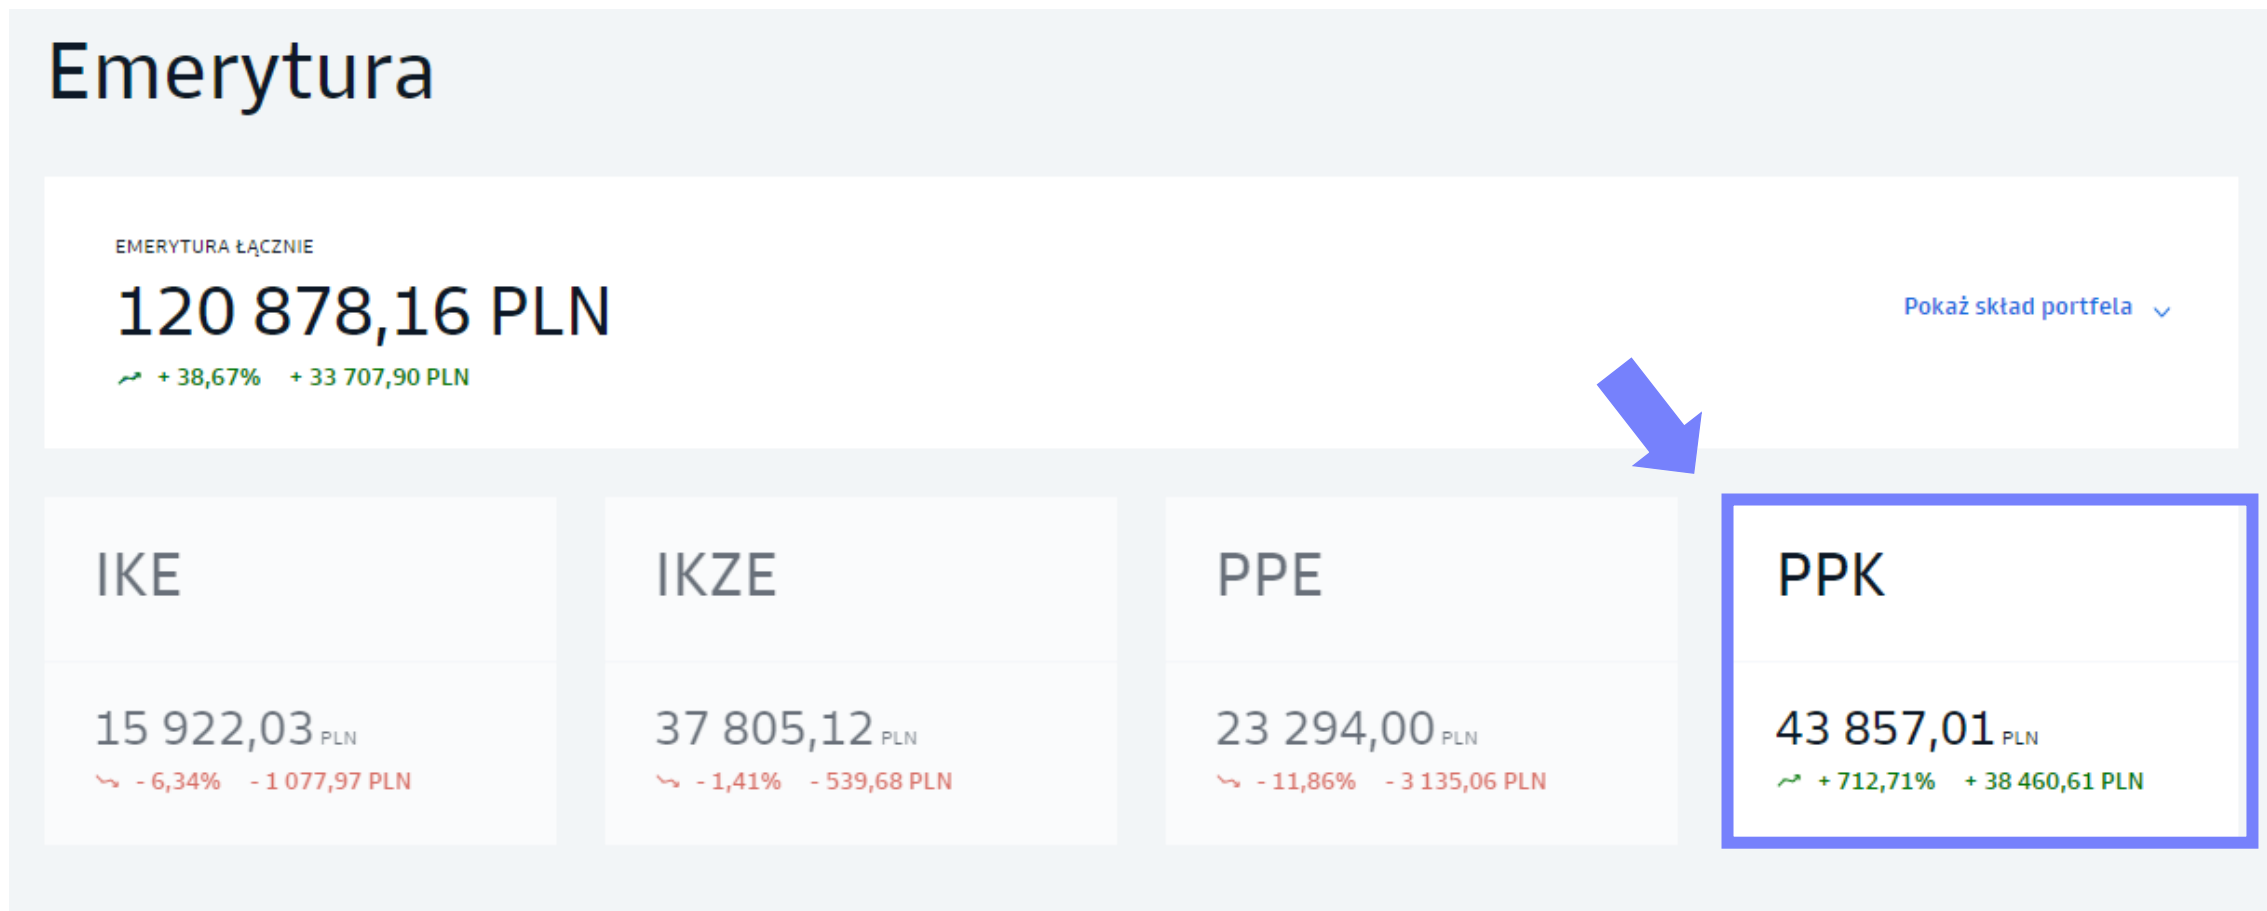 Emerytura
EMERYTURA ŁĄCZNIE
120 878,16 PLN
Pokaż skład portfela
+ 38,67% + 33 707,90 PLN
IKE
15 922,03 PLN
- 6,34% - 1 077,97 PLN
IKZE
37 805,12 PLN
- 1,41% - 539,68 PLN
PPE
23 294,00 PLN
- 11,86% - 3 135,06 PLN
PPK
43 857,01 PLN
+ 712,71% + 38 460,61 PLN